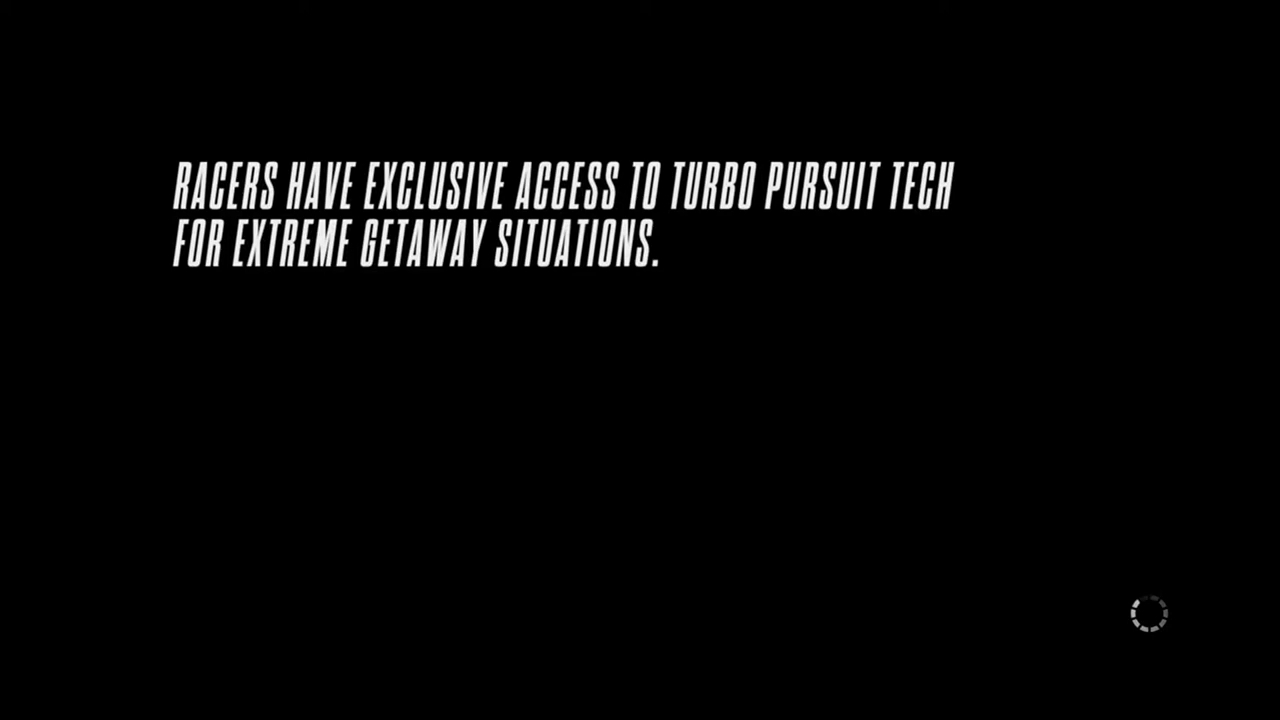 RACERS HAVE EXCLUSIVE ACCESS TO TURBO PURSUIT TECH
FOR EXTREME GETAWAY SITUATIONS.